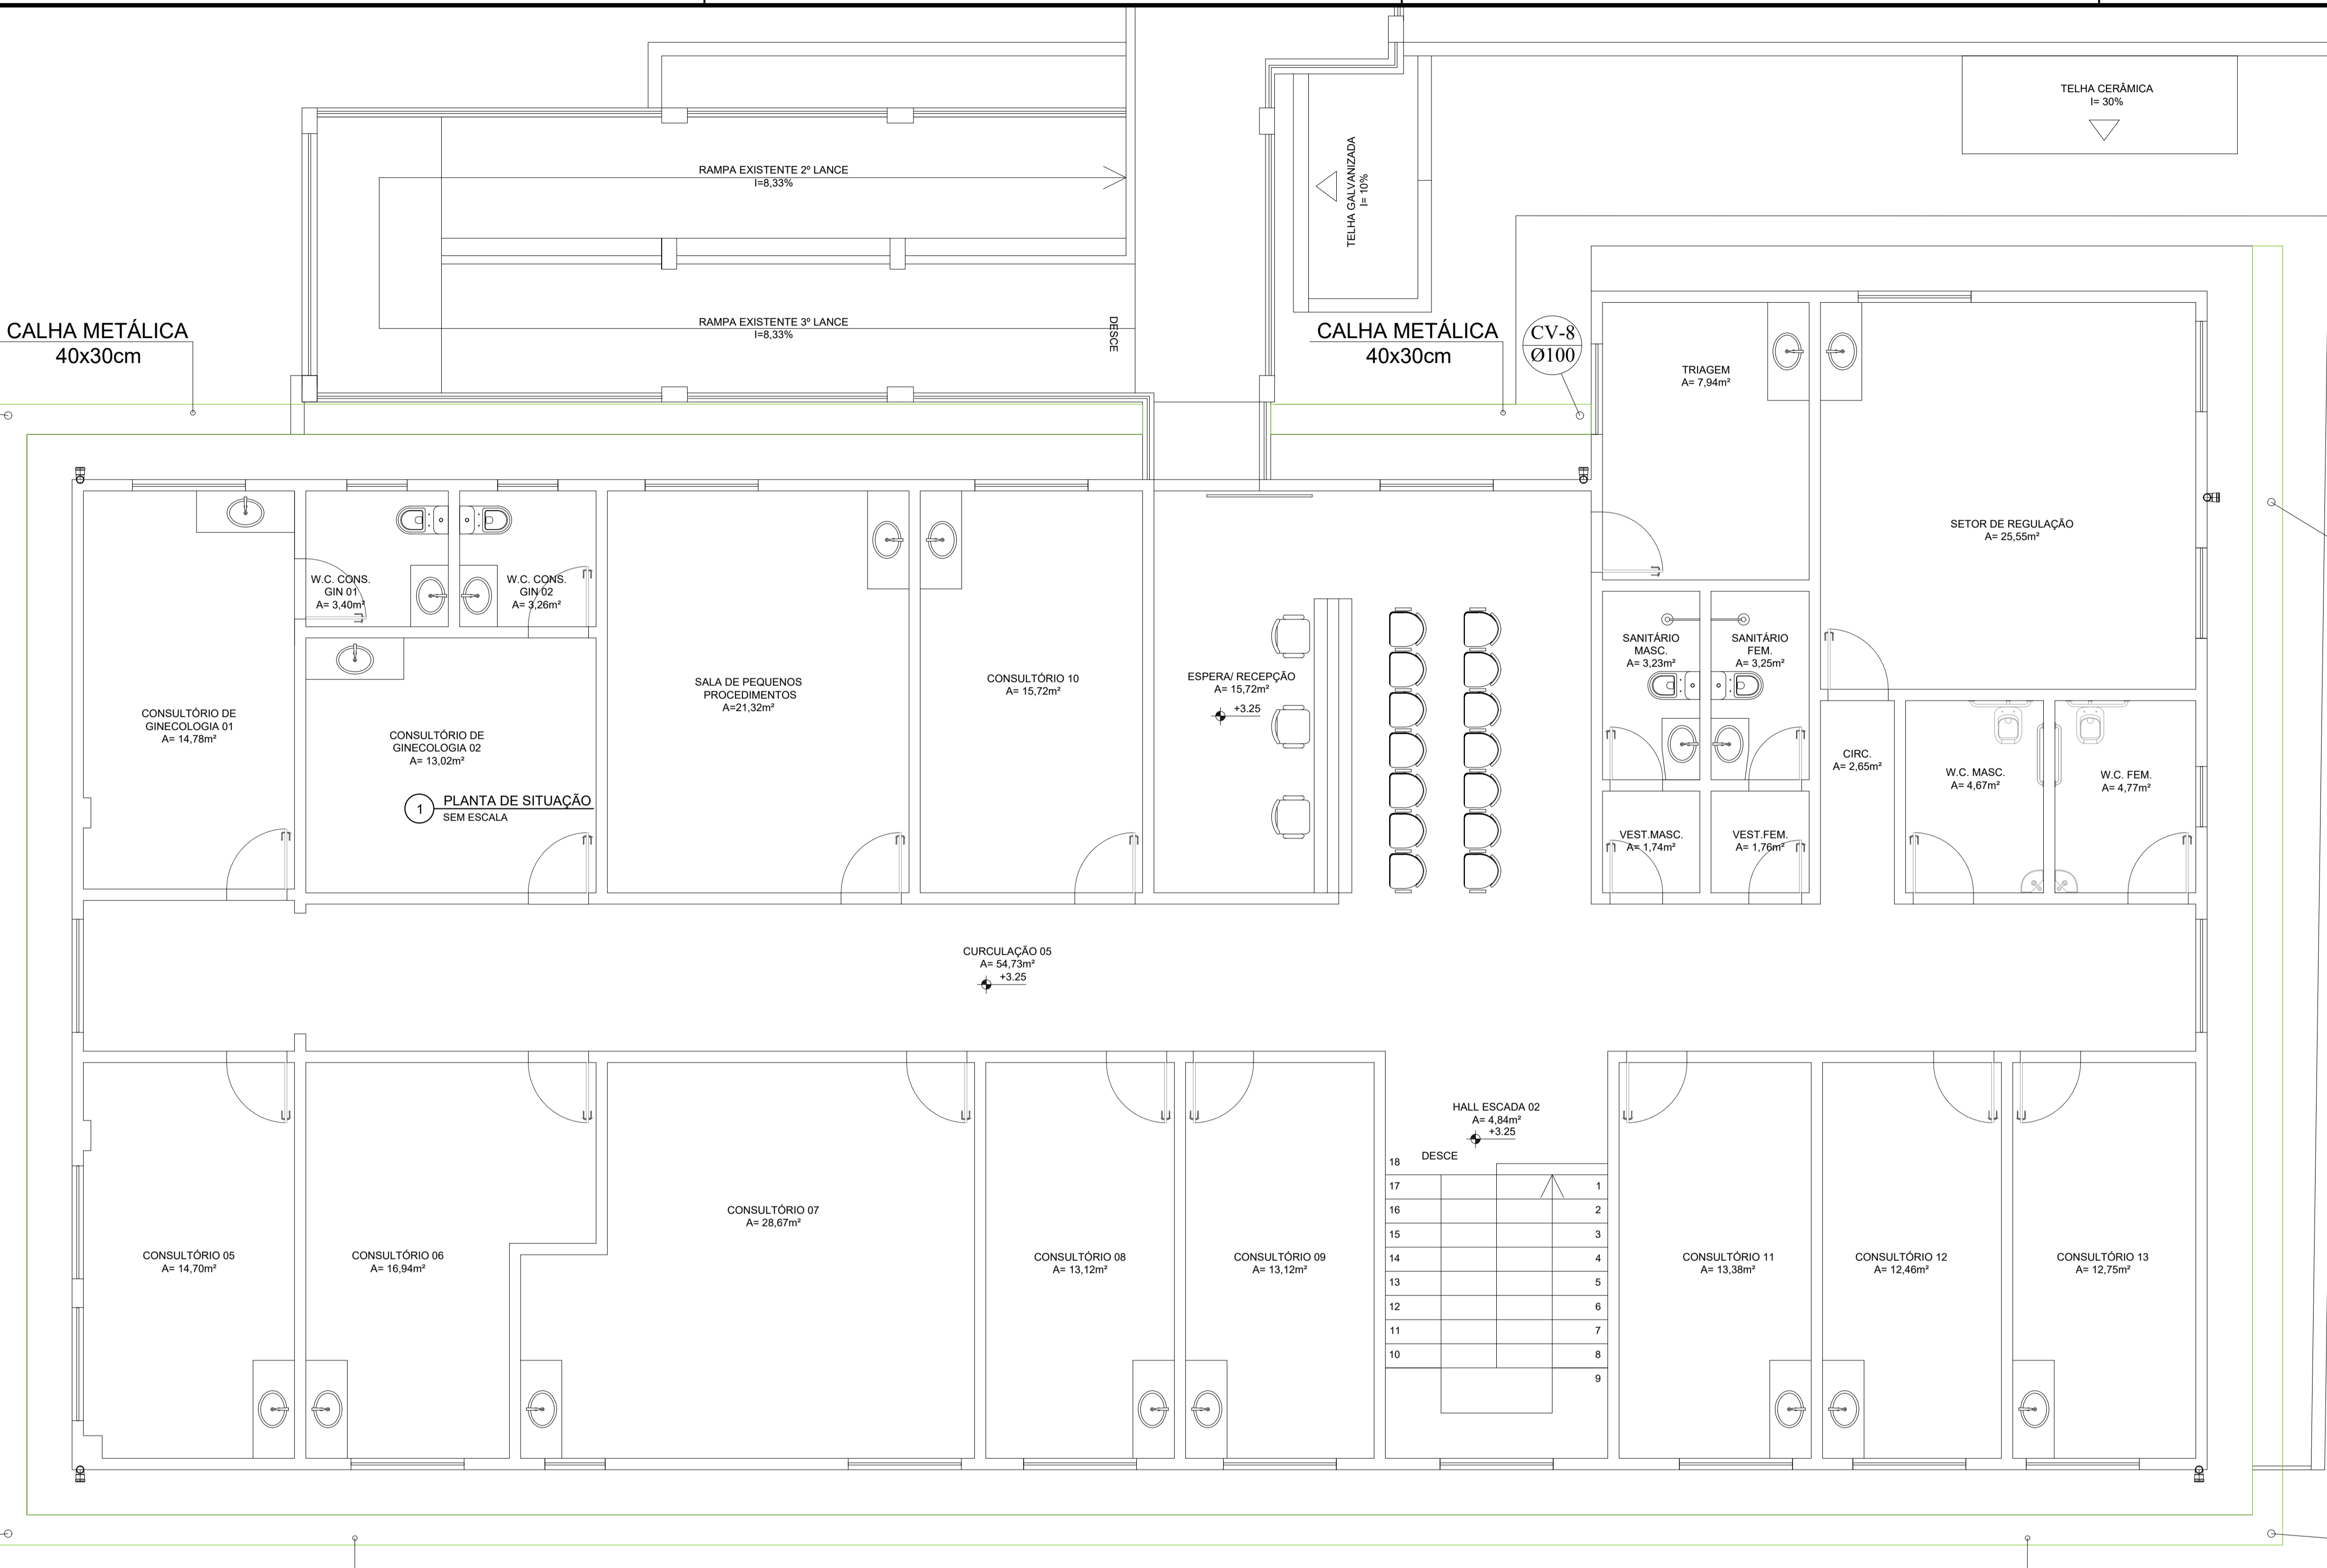 TELHA CERÂMICA
I= 30%
RAMPA EXISTENTE 2º LANCE
I=8,33%
TELHA GALVANIZADA
I= 10%
RAMPA EXISTENTE 3º LANCE
I=8,33%
DESCE
CALHA METÁLICA
40x30cm
CALHA METÁLICA
40x30cm
CV-8
Ø100
TRIAGEM
A= 7,94m²
SETOR DE REGULAÇÃO
A= 25,55m²
W.C. CONS.
GIN 01
A= 3,40m²
W.C. CONS.
GIN 02
A= 3,26m²
CONSULTÓRIO DE
GINECOLOGIA 01
A= 14,78m²
CONSULTÓRIO DE
GINECOLOGIA 02
A= 13,02m²
1
PLANTA DE SITUAÇÃO
SEM ESCALA
SALA DE PEQUENOS
PROCEDIMENTOS
A=21,32m²
CONSULTÓRIO 10
A= 15,72m²
ESPERA/ RECEPÇÃO
A= 15,72m²
+3.25
SANITÁRIO
MASC.
A= 3,23m²
SANITÁRIO
FEM.
A= 3,25m²
VEST.MASC.
A= 1,74m²
VEST.FEM.
A= 1,76m²
CIRC.
A= 2,65m²
W.C. MASC.
A= 4,67m²
W.C. FEM.
A= 4,77m²
CURCULAÇÃO 05
A= 54,73m²
+3.25
HALL ESCADA 02
A= 4,84m²
+3.25
DESCE
18
17
16
15
14
13
12
11
10
1
2
3
4
5
6
7
8
9
CONSULTÓRIO 05
A= 14,70m²
CONSULTÓRIO 06
A= 16,94m²
CONSULTÓRIO 07
A= 28,67m²
CONSULTÓRIO 08
A= 13,12m²
CONSULTÓRIO 09
A= 13,12m²
CONSULTÓRIO 11
A= 13,38m²
CONSULTÓRIO 12
A= 12,46m²
CONSULTÓRIO 13
A= 12,75m²